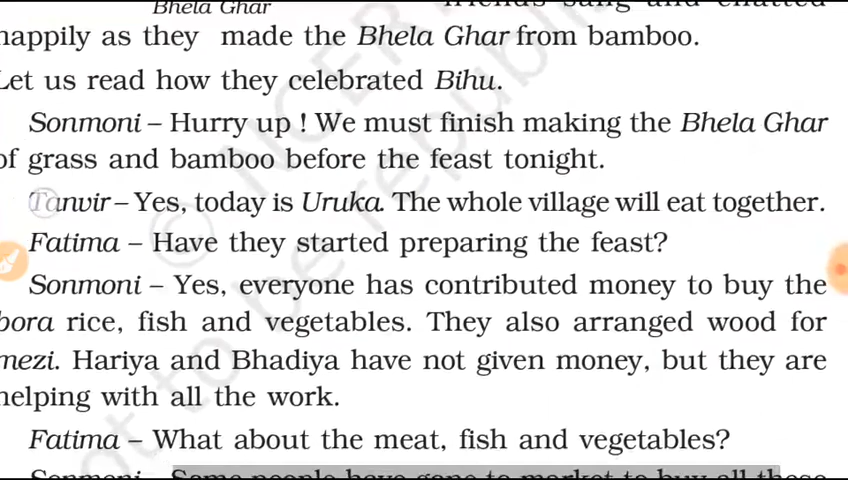 Bhela Ghar friends sang and chatted
happily as they made the Bhela Ghar from bamboo.
Let us read how they celebrated Bihu.
Sonmoni – Hurry up ! We must finish making the Bhela Ghar
of grass and bamboo before the feast tonight.
Tanvir – Yes, today is Uruka. The whole village will eat together.
Fatima – Have they started preparing the feast?
Sonmoni – Yes, everyone has contributed money to buy the
bora rice, fish and vegetables. They also arranged wood for
mezi. Hariya and Bhadiya have not given money, but they are
helping with all the work.
Fatima – What about the meat, fish and vegetables?
Sonmoni – Some people have gone to market to buy all these